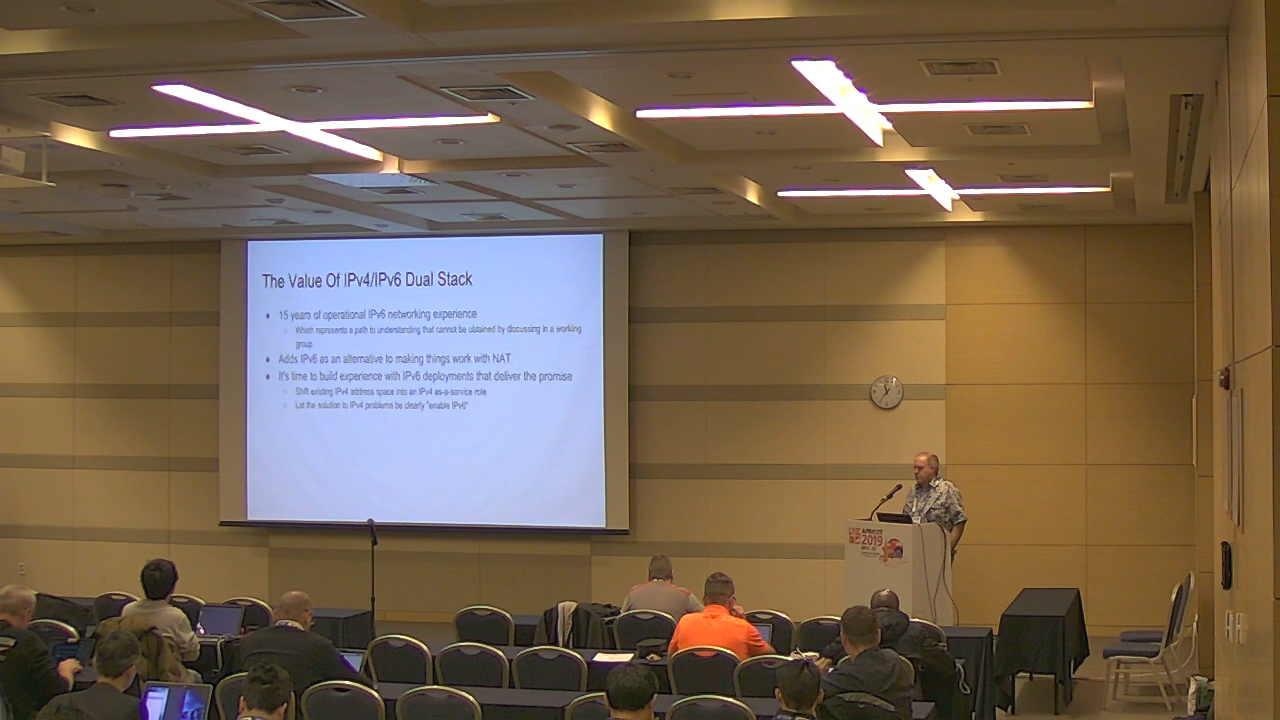 The Value Of IPv4/IPv6 Dual Stack
15 years of operational IPv6 networking experience
Which represents a path to understanding that cannot be obtained by discussing in a working
group.
Adds IPv6 as an alternative to making things work with NAT
It's time to build experience with IPv6 deployments that deliver the promise
Shift existing IPv4 address space into an IPv4 as-a-service role
Let the solution to IPv4 problems be clearly "enable IPv6"
APRICOT
2019